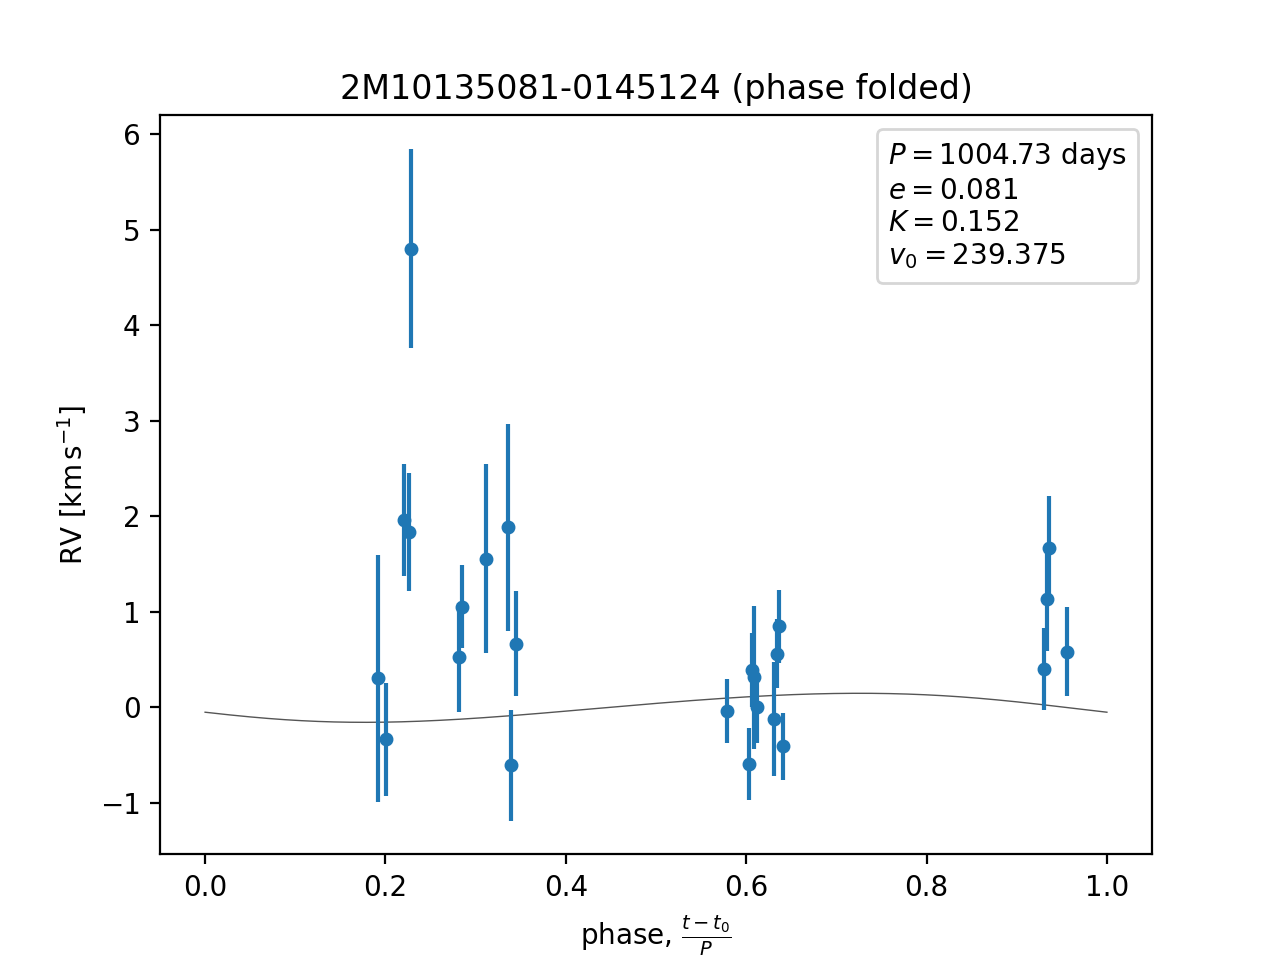 2M10135081-0145124 (phase folded)
P = 1004.73 days
e = 0.081
K = 0.152
v₀ = 239.375
6
5
4
3
2
1
0
−1
RV [km s⁻¹]
0.0 0.2 0.4 0.6 0.8 1.0
phase, (t − t₀)/P